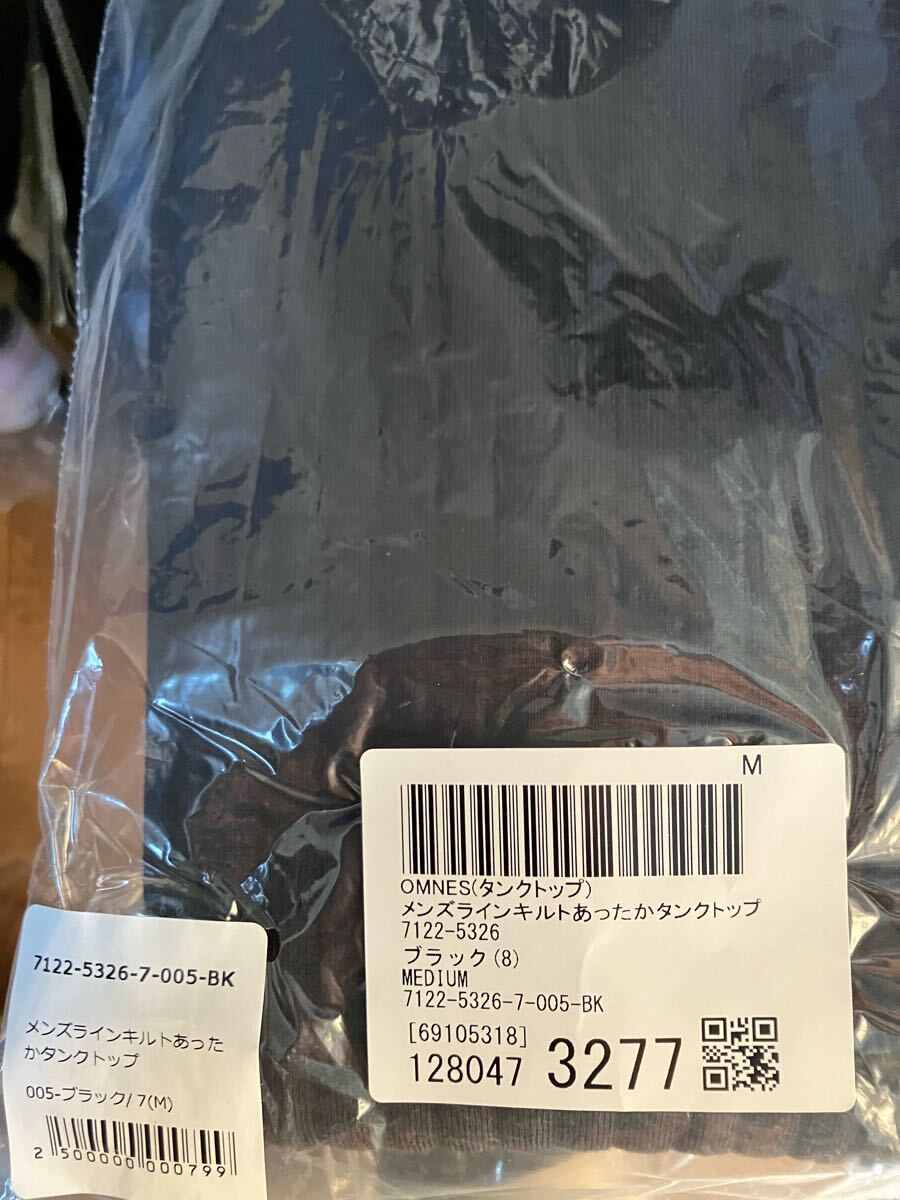 M
OMNES(タンクトップ)
メンズラインキルトあったかタンクトップ
7122-5326
ブラック(8)
MEDIUM
7122-5326-7-005-BK
[69105318]
128047 3277
7122-5326-7-005-BK
メンズラインキルトあった
かタンクトップ
005-ブラック/ 7(M)
2 500000 000799